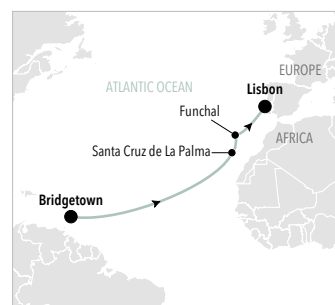 ATLANTIC OCEAN
EUROPE
Lisbon
Funchal
AFRICA
Santa Cruz de La Palma
Bridgetown